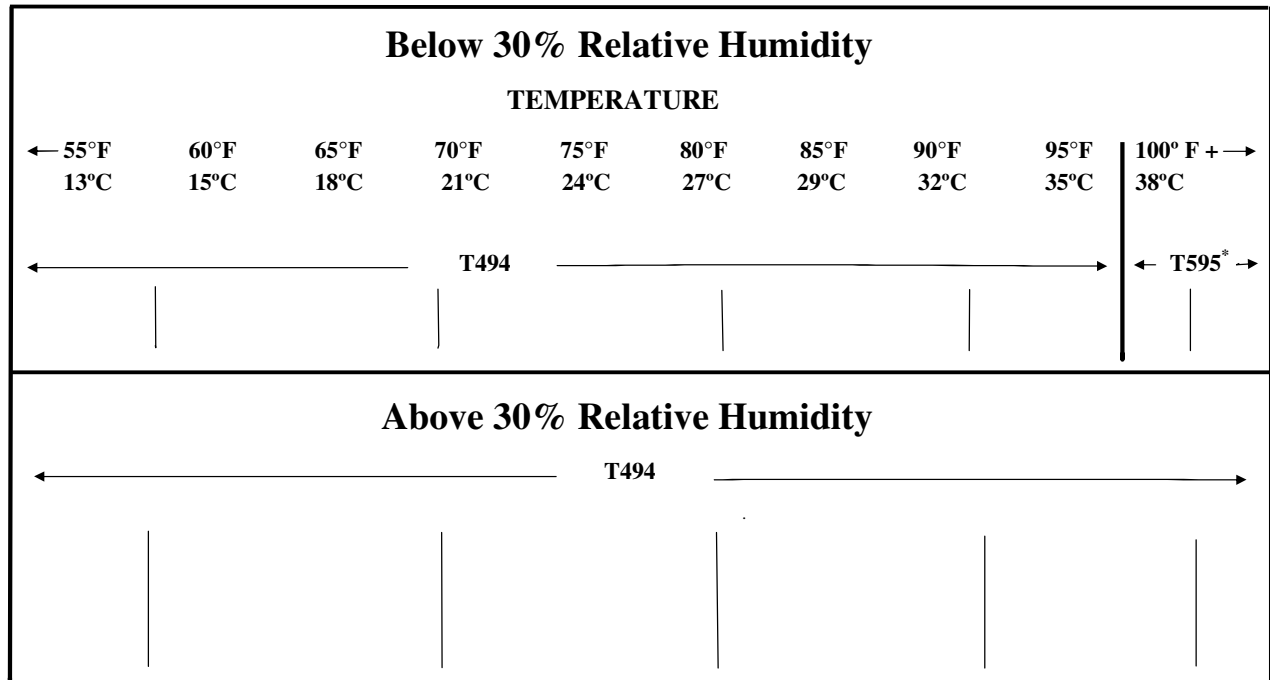 Below 30% Relative Humidity
TEMPERATURE
55°F 60°F 65°F 70°F 75°F 80°F 85°F 90°F 95°F 100º F +
13ºC 15ºC 18ºC 21ºC 24ºC 27ºC 29ºC 32ºC 35ºC 38ºC
T494 T595*
Above 30% Relative Humidity
T494